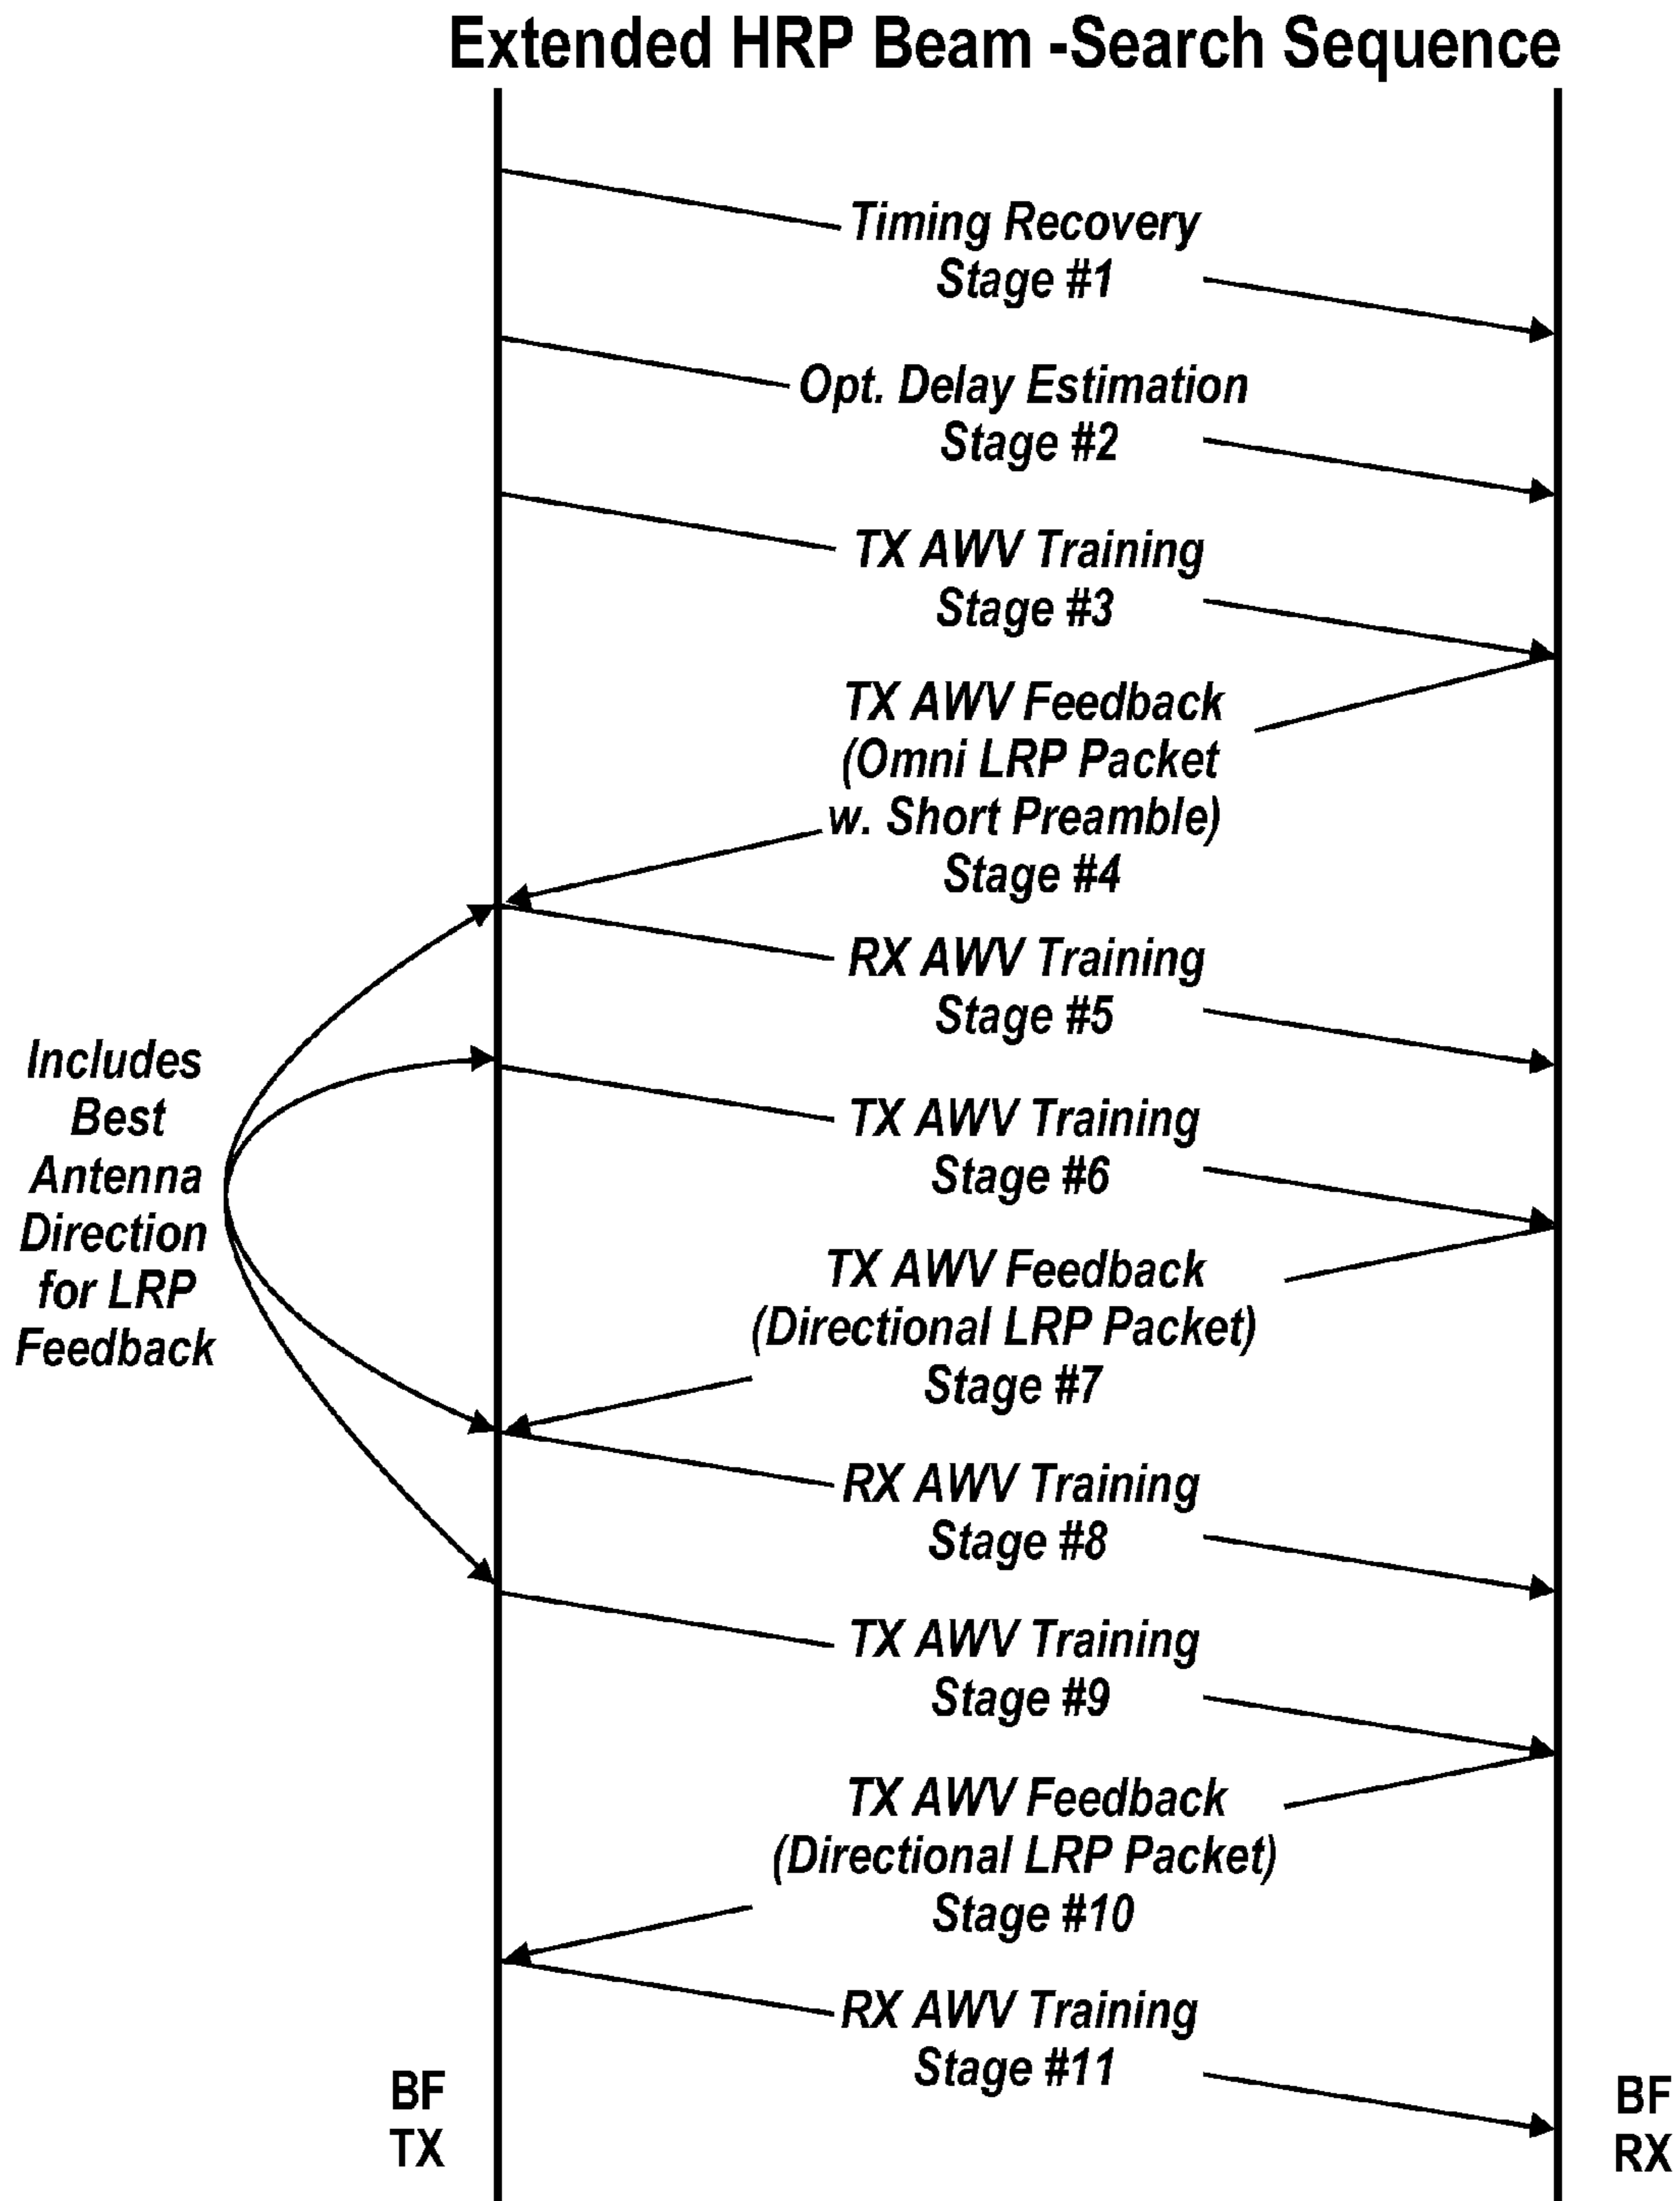 Extended HRP Beam -Search Sequence
Timing Recovery
Stage #1
Opt. Delay Estimation
Stage #2
TX AWV Training
Stage #3
TX AWV Feedback
(Omni LRP Packet
w. Short Preamble)
Stage #4
RX AWV Training
Stage #5
Includes
Best
Antenna
Direction
for LRP
Feedback
TX AWV Training
Stage #6
TX AWV Feedback
(Directional LRP Packet)
Stage #7
RX AWV Training
Stage #8
TX AWV Training
Stage #9
TX AWV Feedback
(Directional LRP Packet)
Stage #10
RX AWV Training
Stage #11
BF
TX
BF
RX